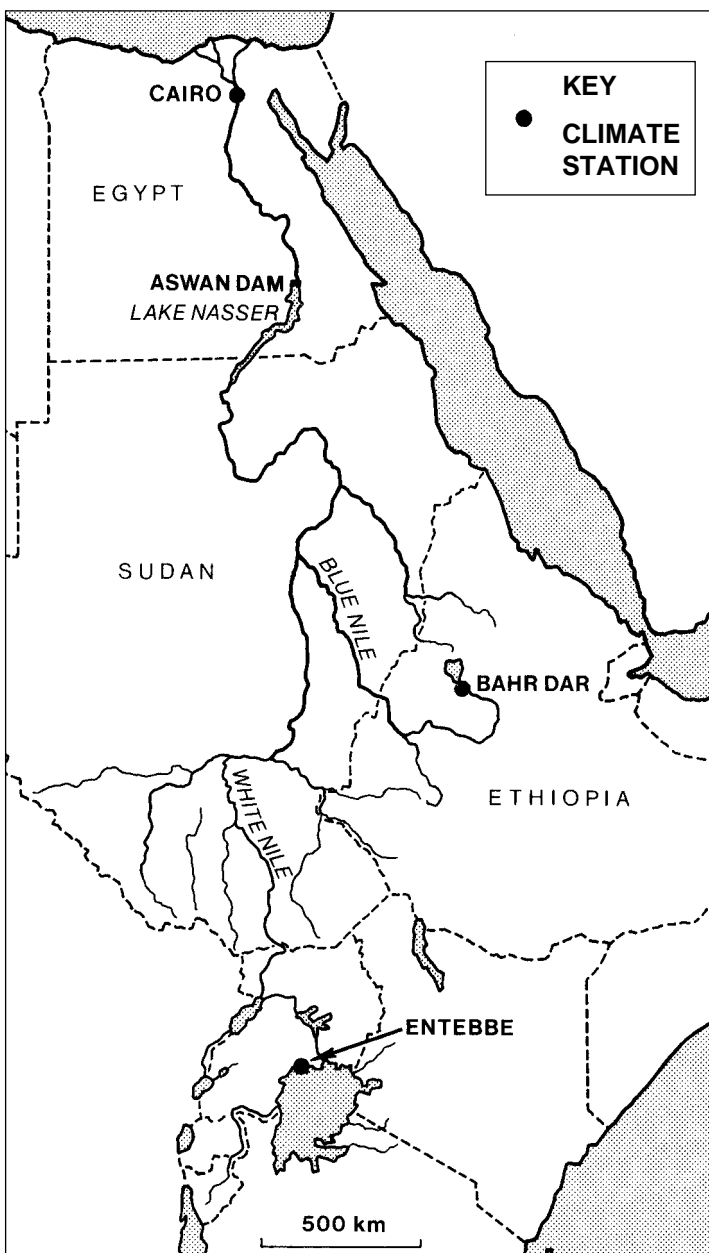 KEY
CLIMATE
STATION
CAIRO
EGYPT
ASWAN DAM
LAKE NASSER
SUDAN
BLUE NILE
BAHR DAR
ETHIOPIA
WHITE NILE
ENTEBBE
500 km